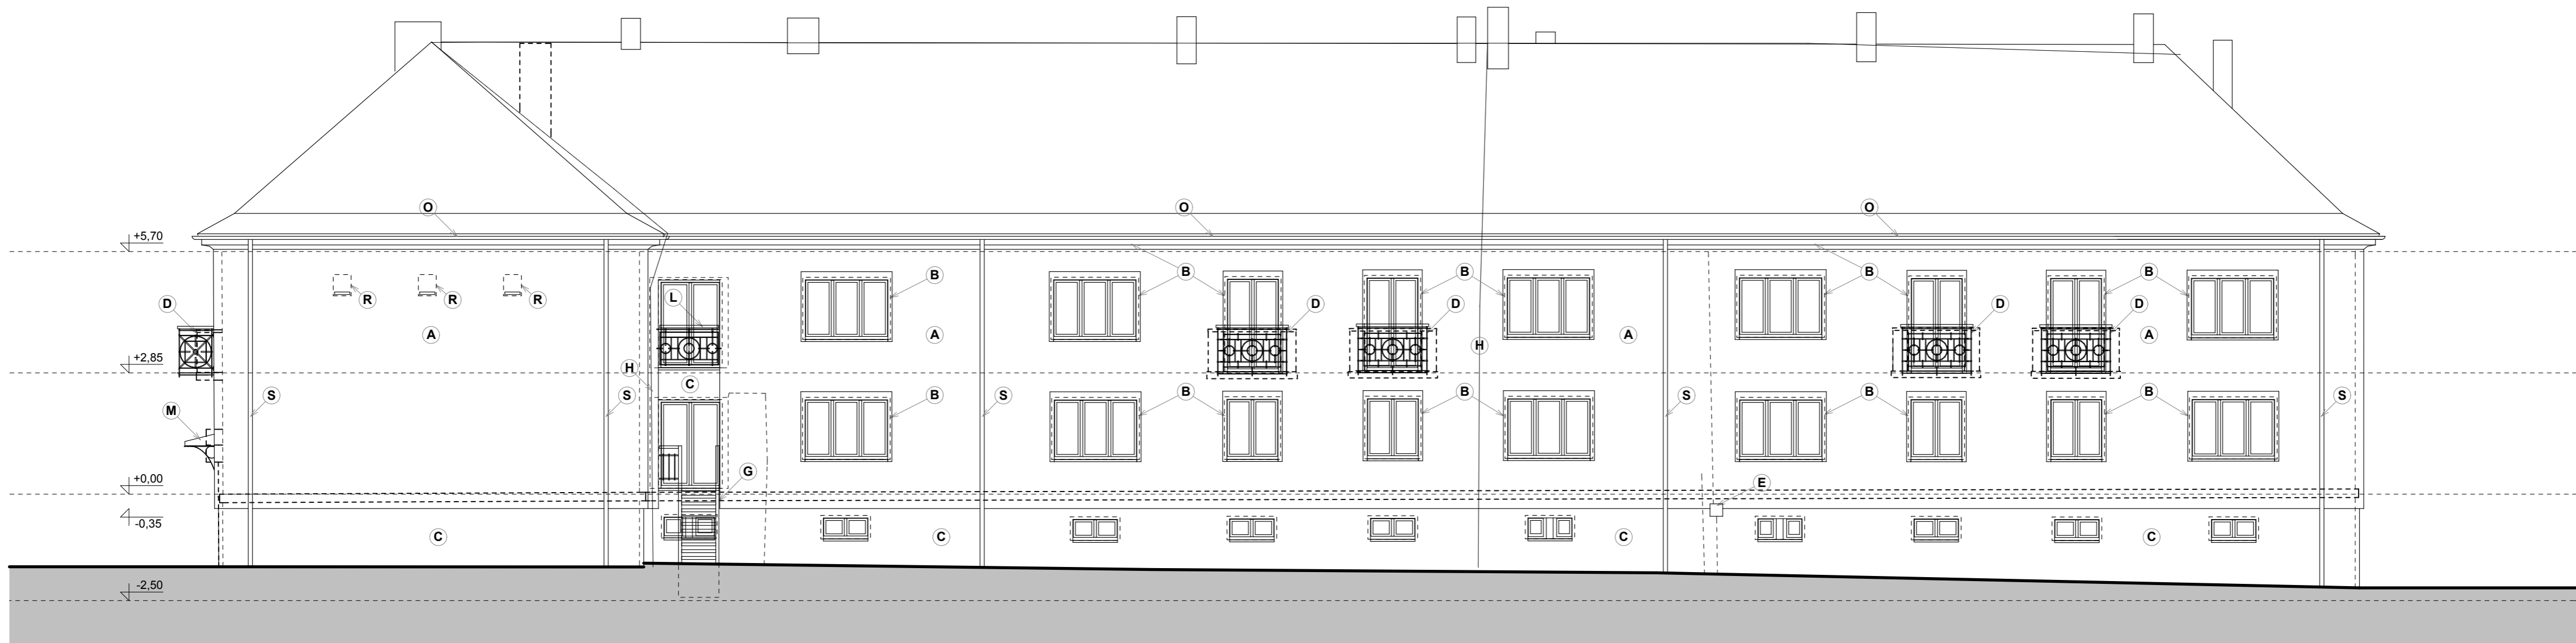 O O O
+5,70
B B B B B
D L R R R D D D D
A A A A
H
+2,85
H C
S S B S B B S B B S
M
G
+0,00
E
-0,35
C C C C
-2,50